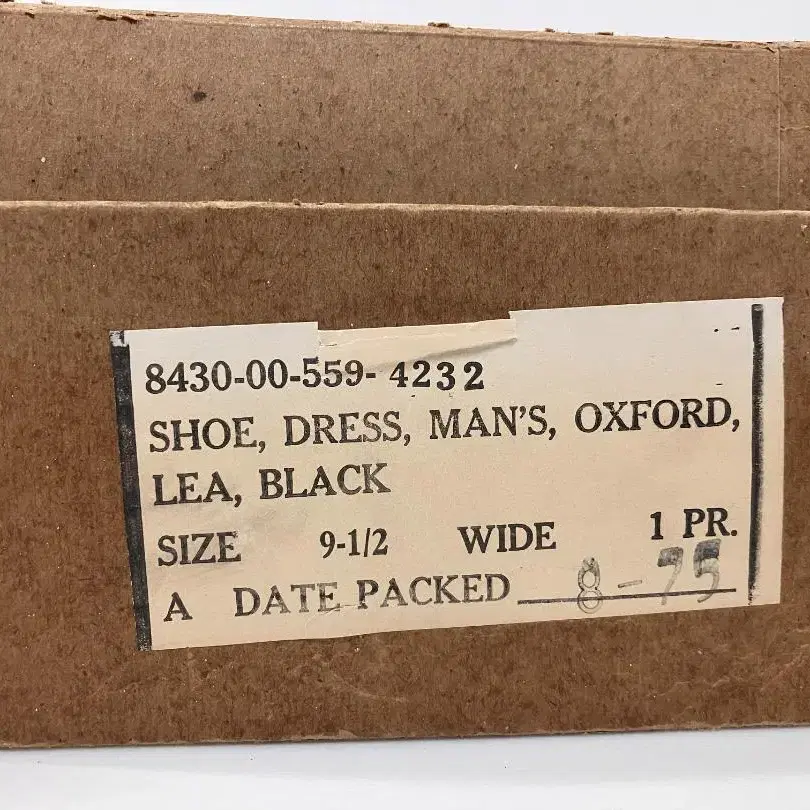 8430-00-559-4232
SHOE, DRESS, MAN'S, OXFORD,
LEA, BLACK
SIZE 9-1/2 WIDE 1 PR.
A DATE PACKED 8-75